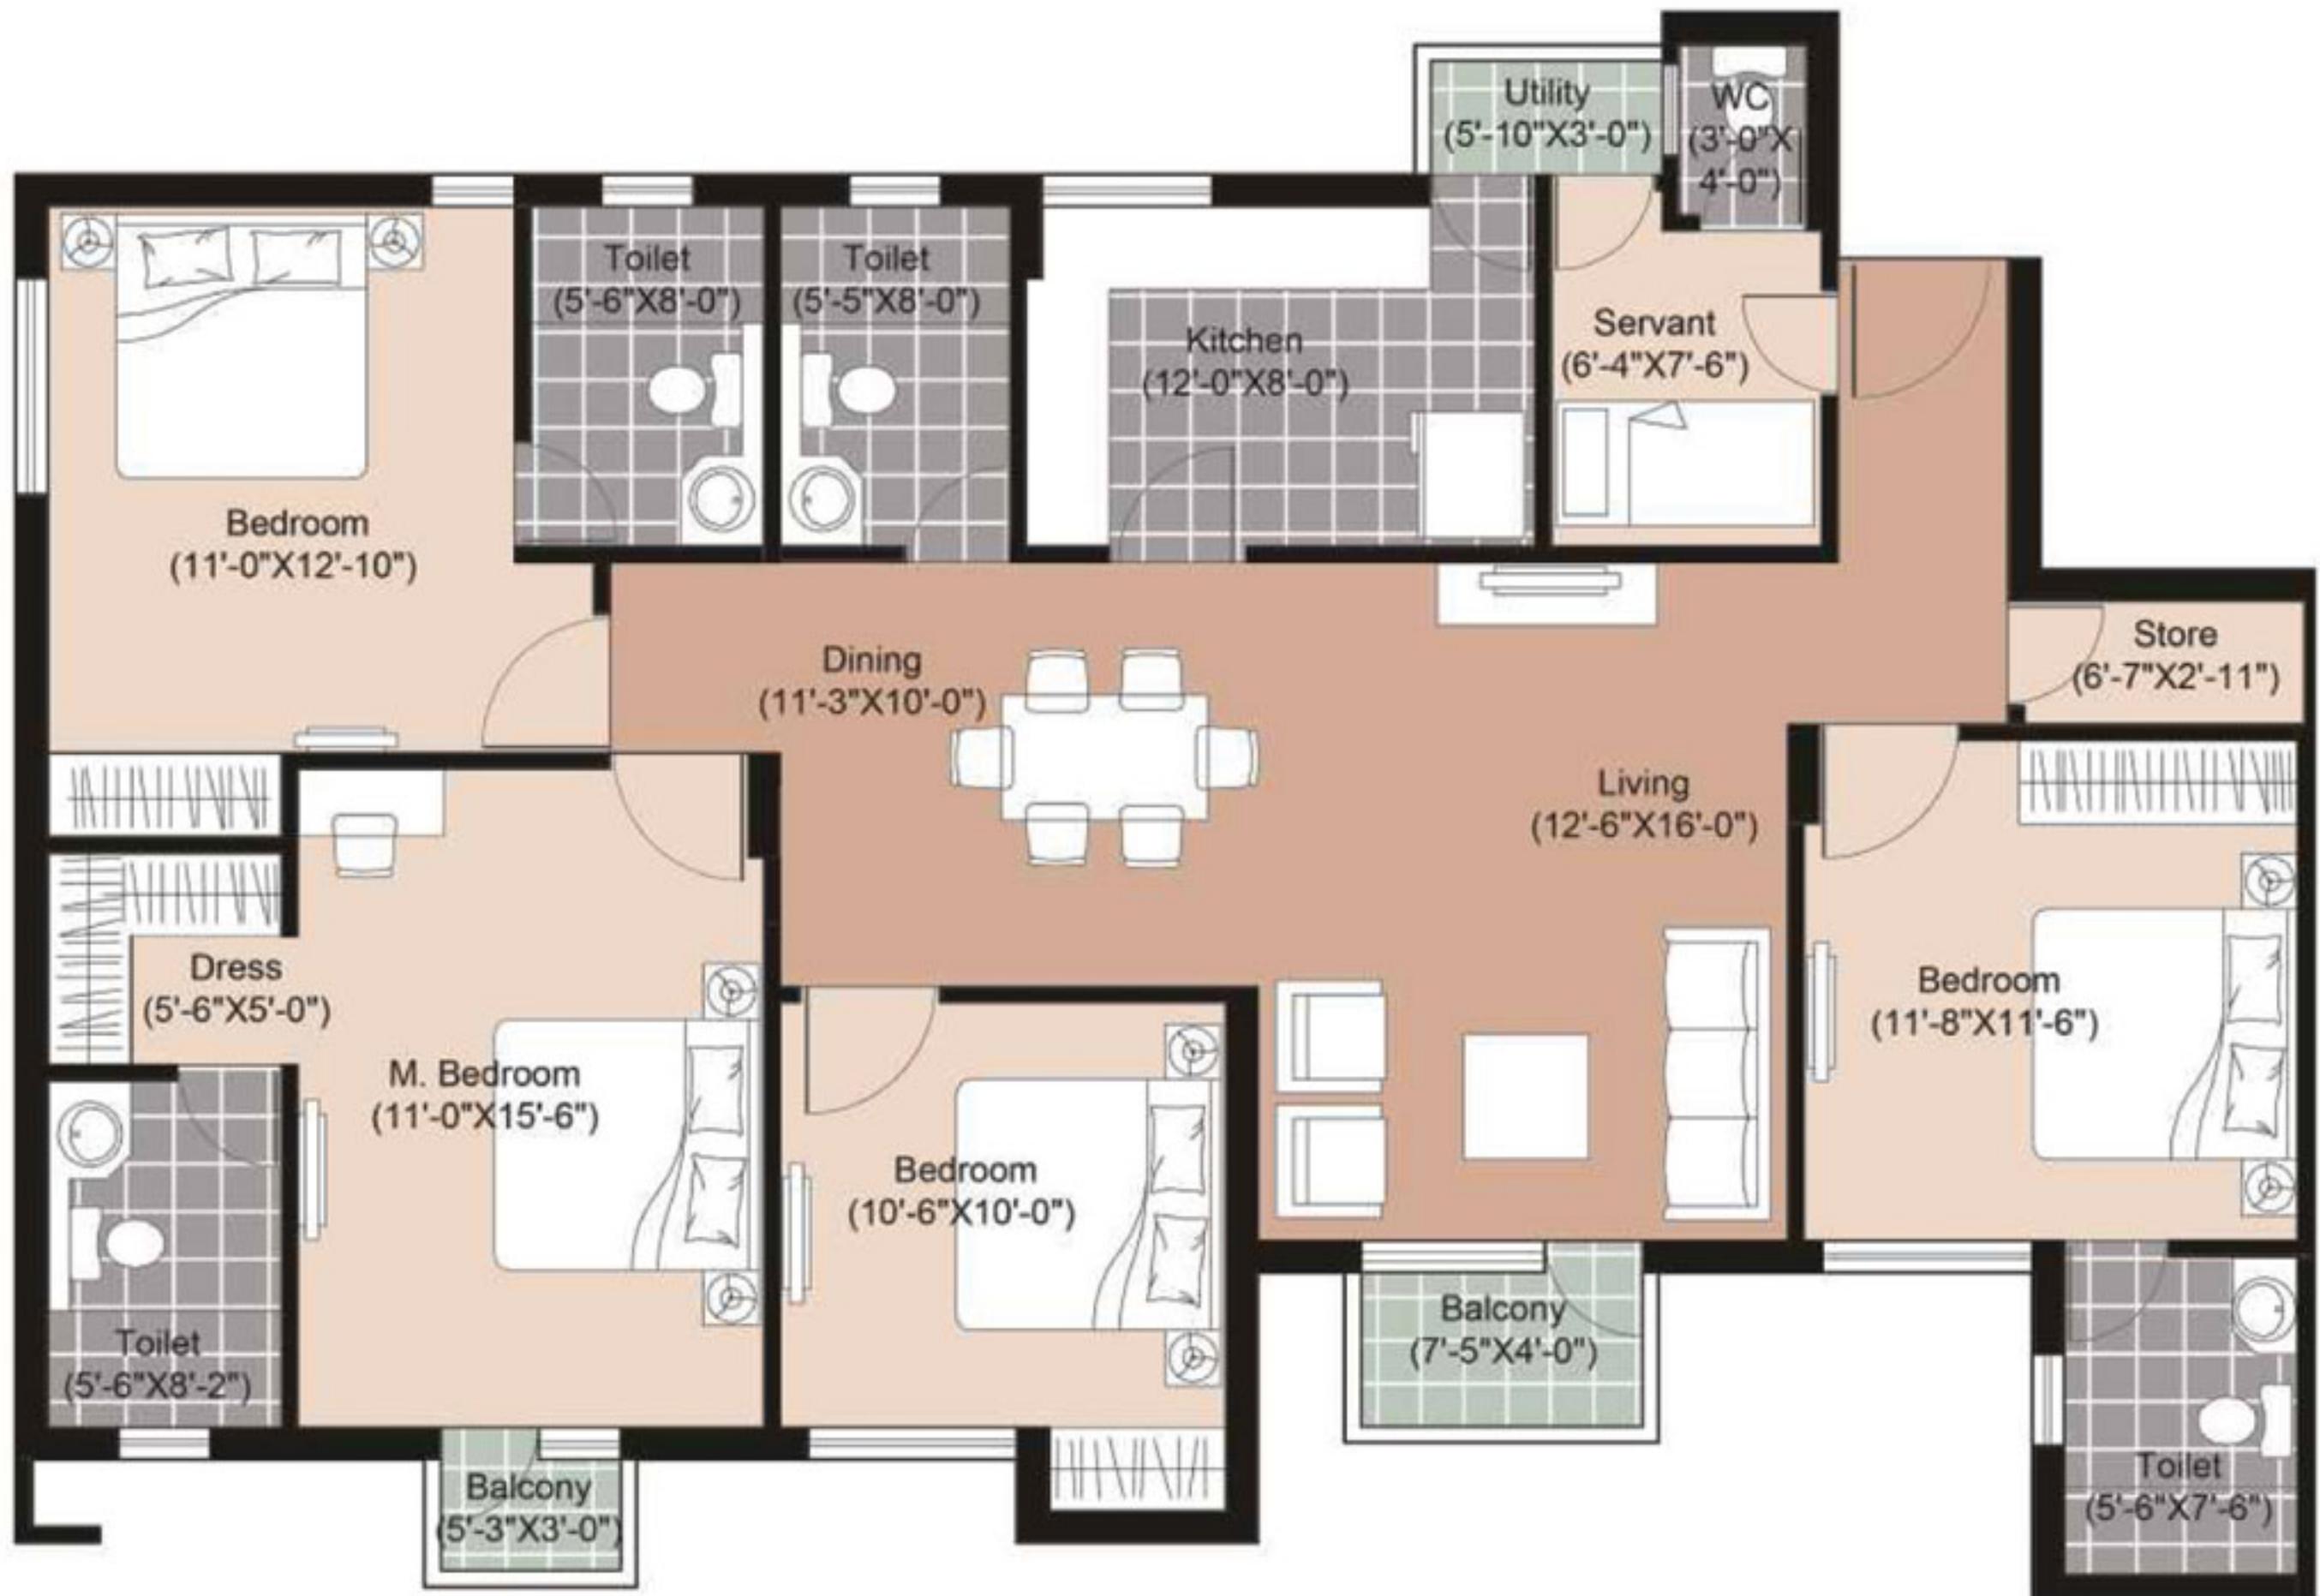 Utility
(5'-10"X3'-0")
WC
(3'-0"X
4'-0")
Toilet
(5'-6"X8'-0")
Toilet
(5'-5"X8'-0")
Kitchen
(12'-0"X8'-0")
Servant
(6'-4"X7'-6")
Bedroom
(11'-0"X12'-10")
Dining
(11'-3"X10'-0")
Store
(6'-7"X2'-11")
Living
(12'-6"X16'-0")
Dress
(5'-6"X5'-0")
M. Bedroom
(11'-0"X15'-6")
Bedroom
(11'-8"X11'-6")
Bedroom
(10'-6"X10'-0")
Toilet
(5'-6"X8'-2")
Balcony
(7'-5"X4'-0")
Balcony
(5'-3"X3'-0")
Toilet
(5'-6"X7'-6")